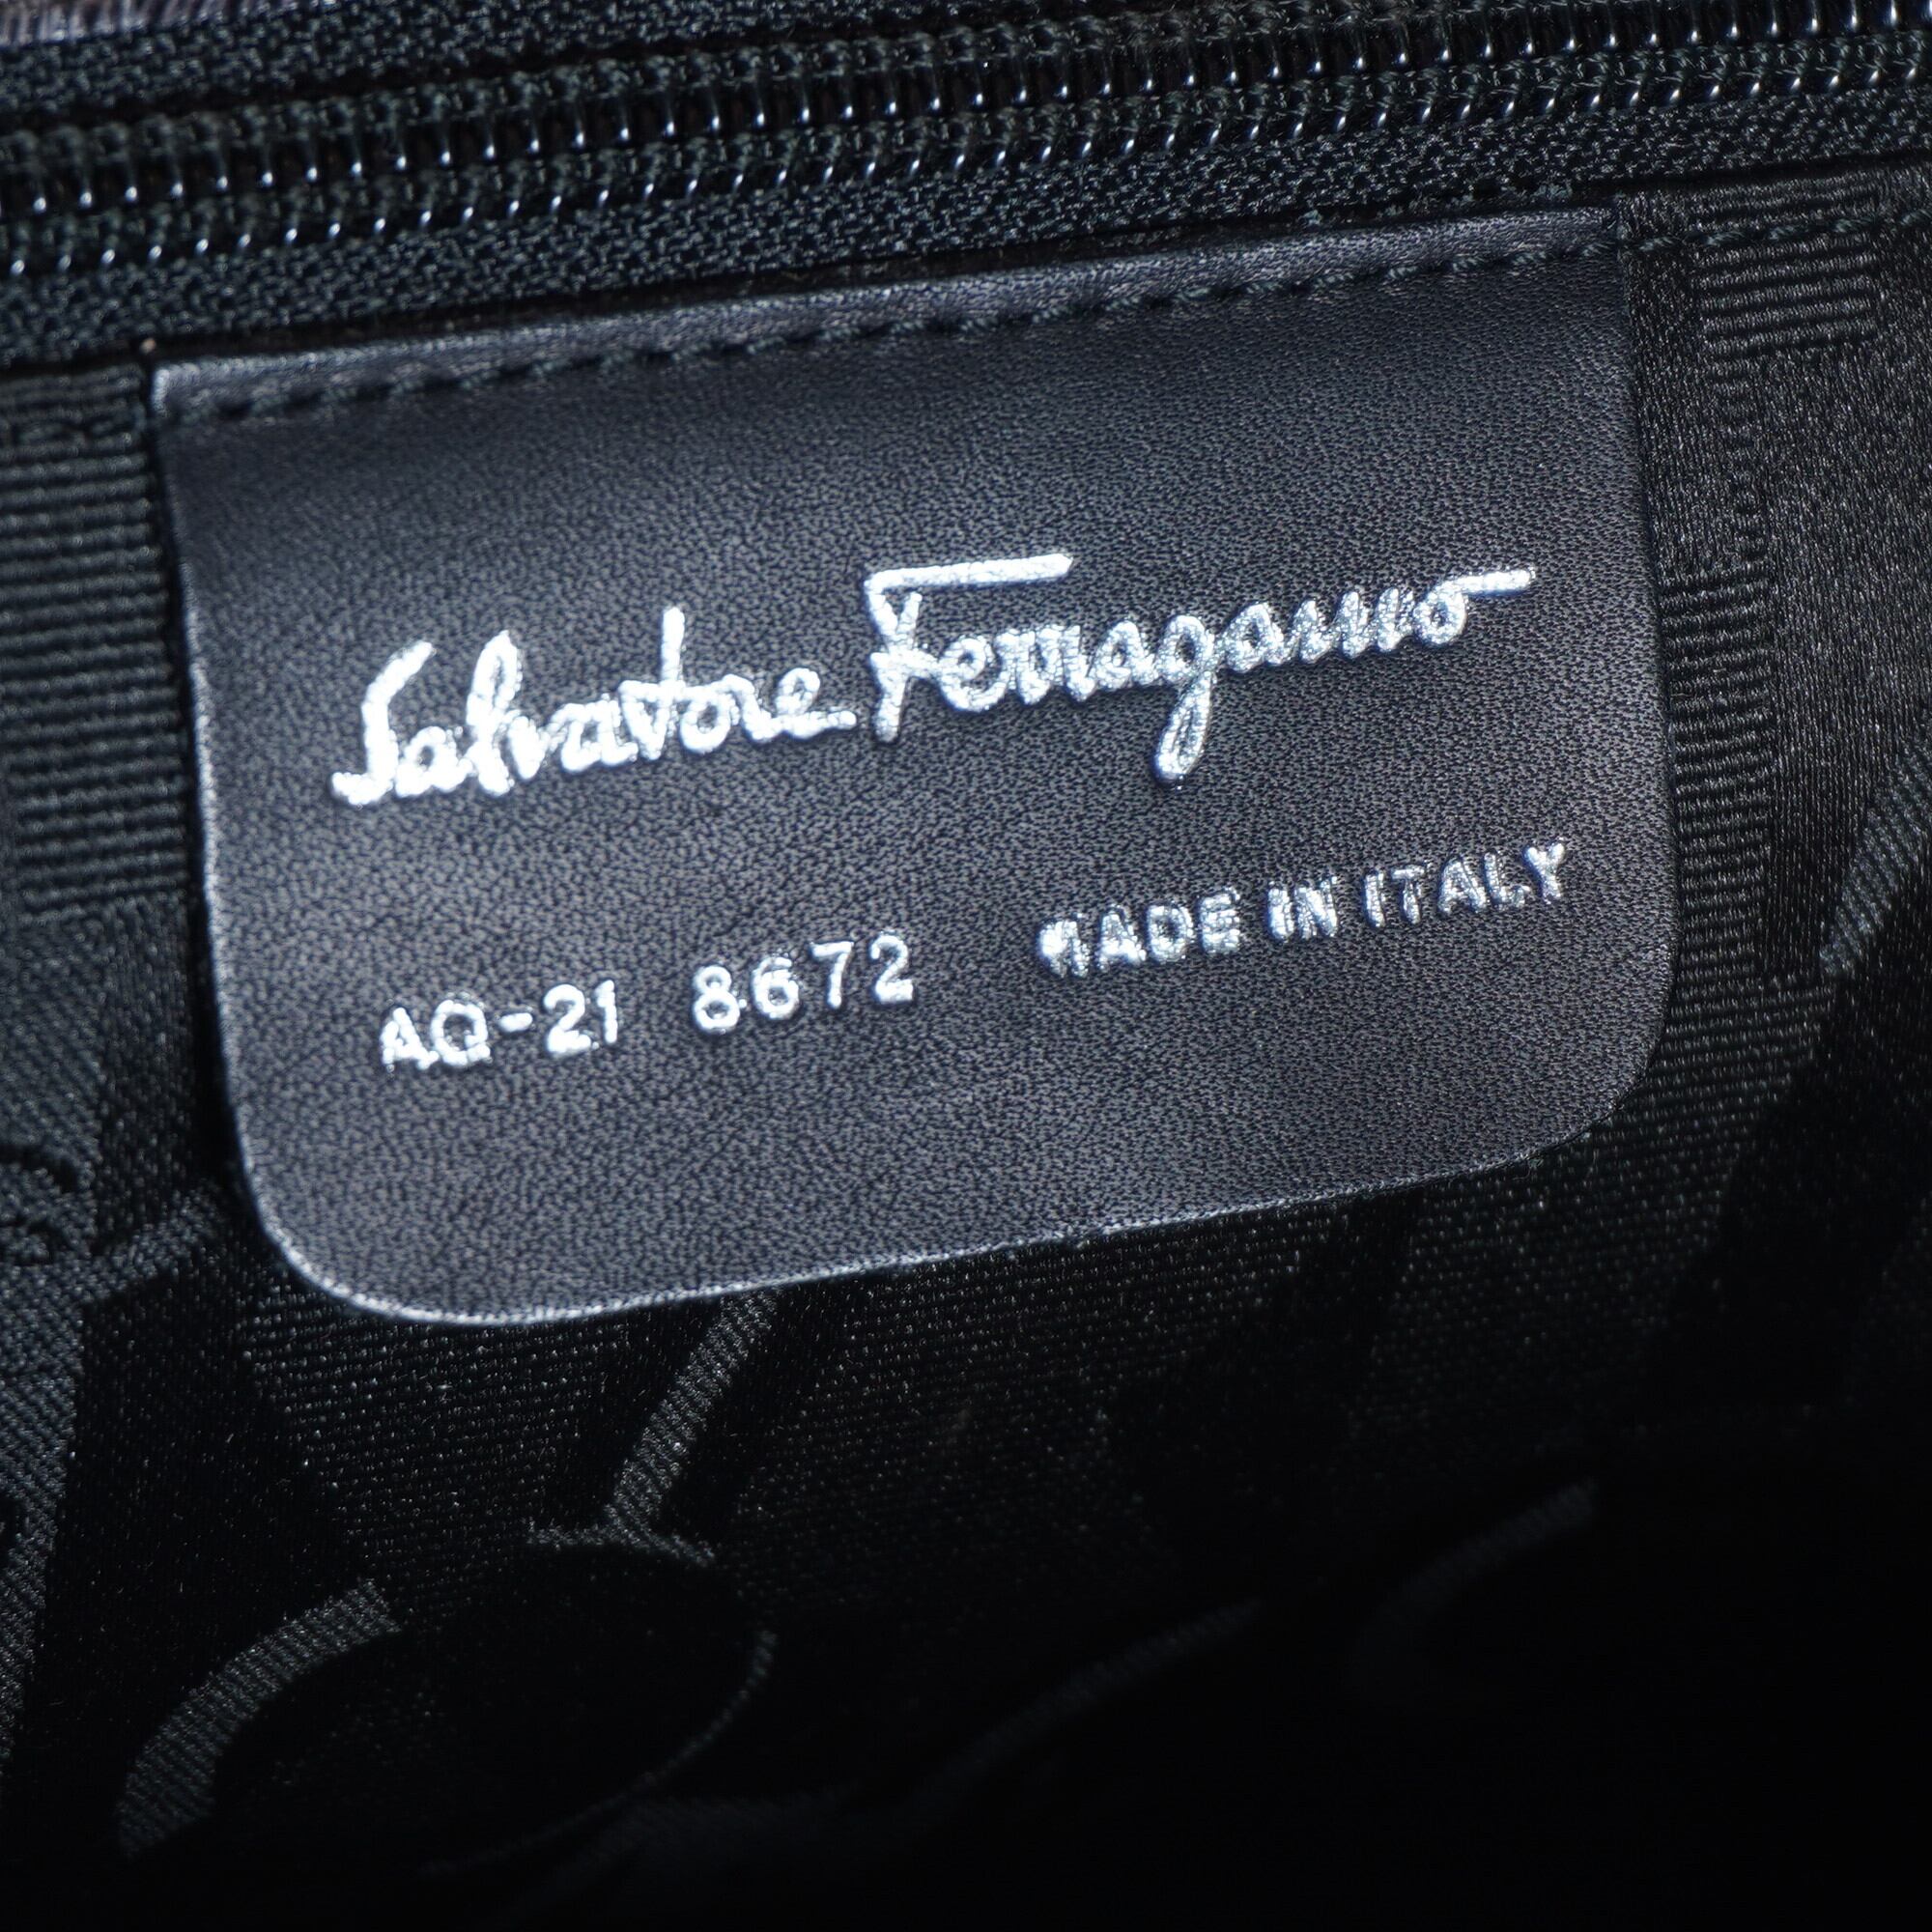 Salvatore Ferragamo
AQ-21 8672 MADE IN ITALY